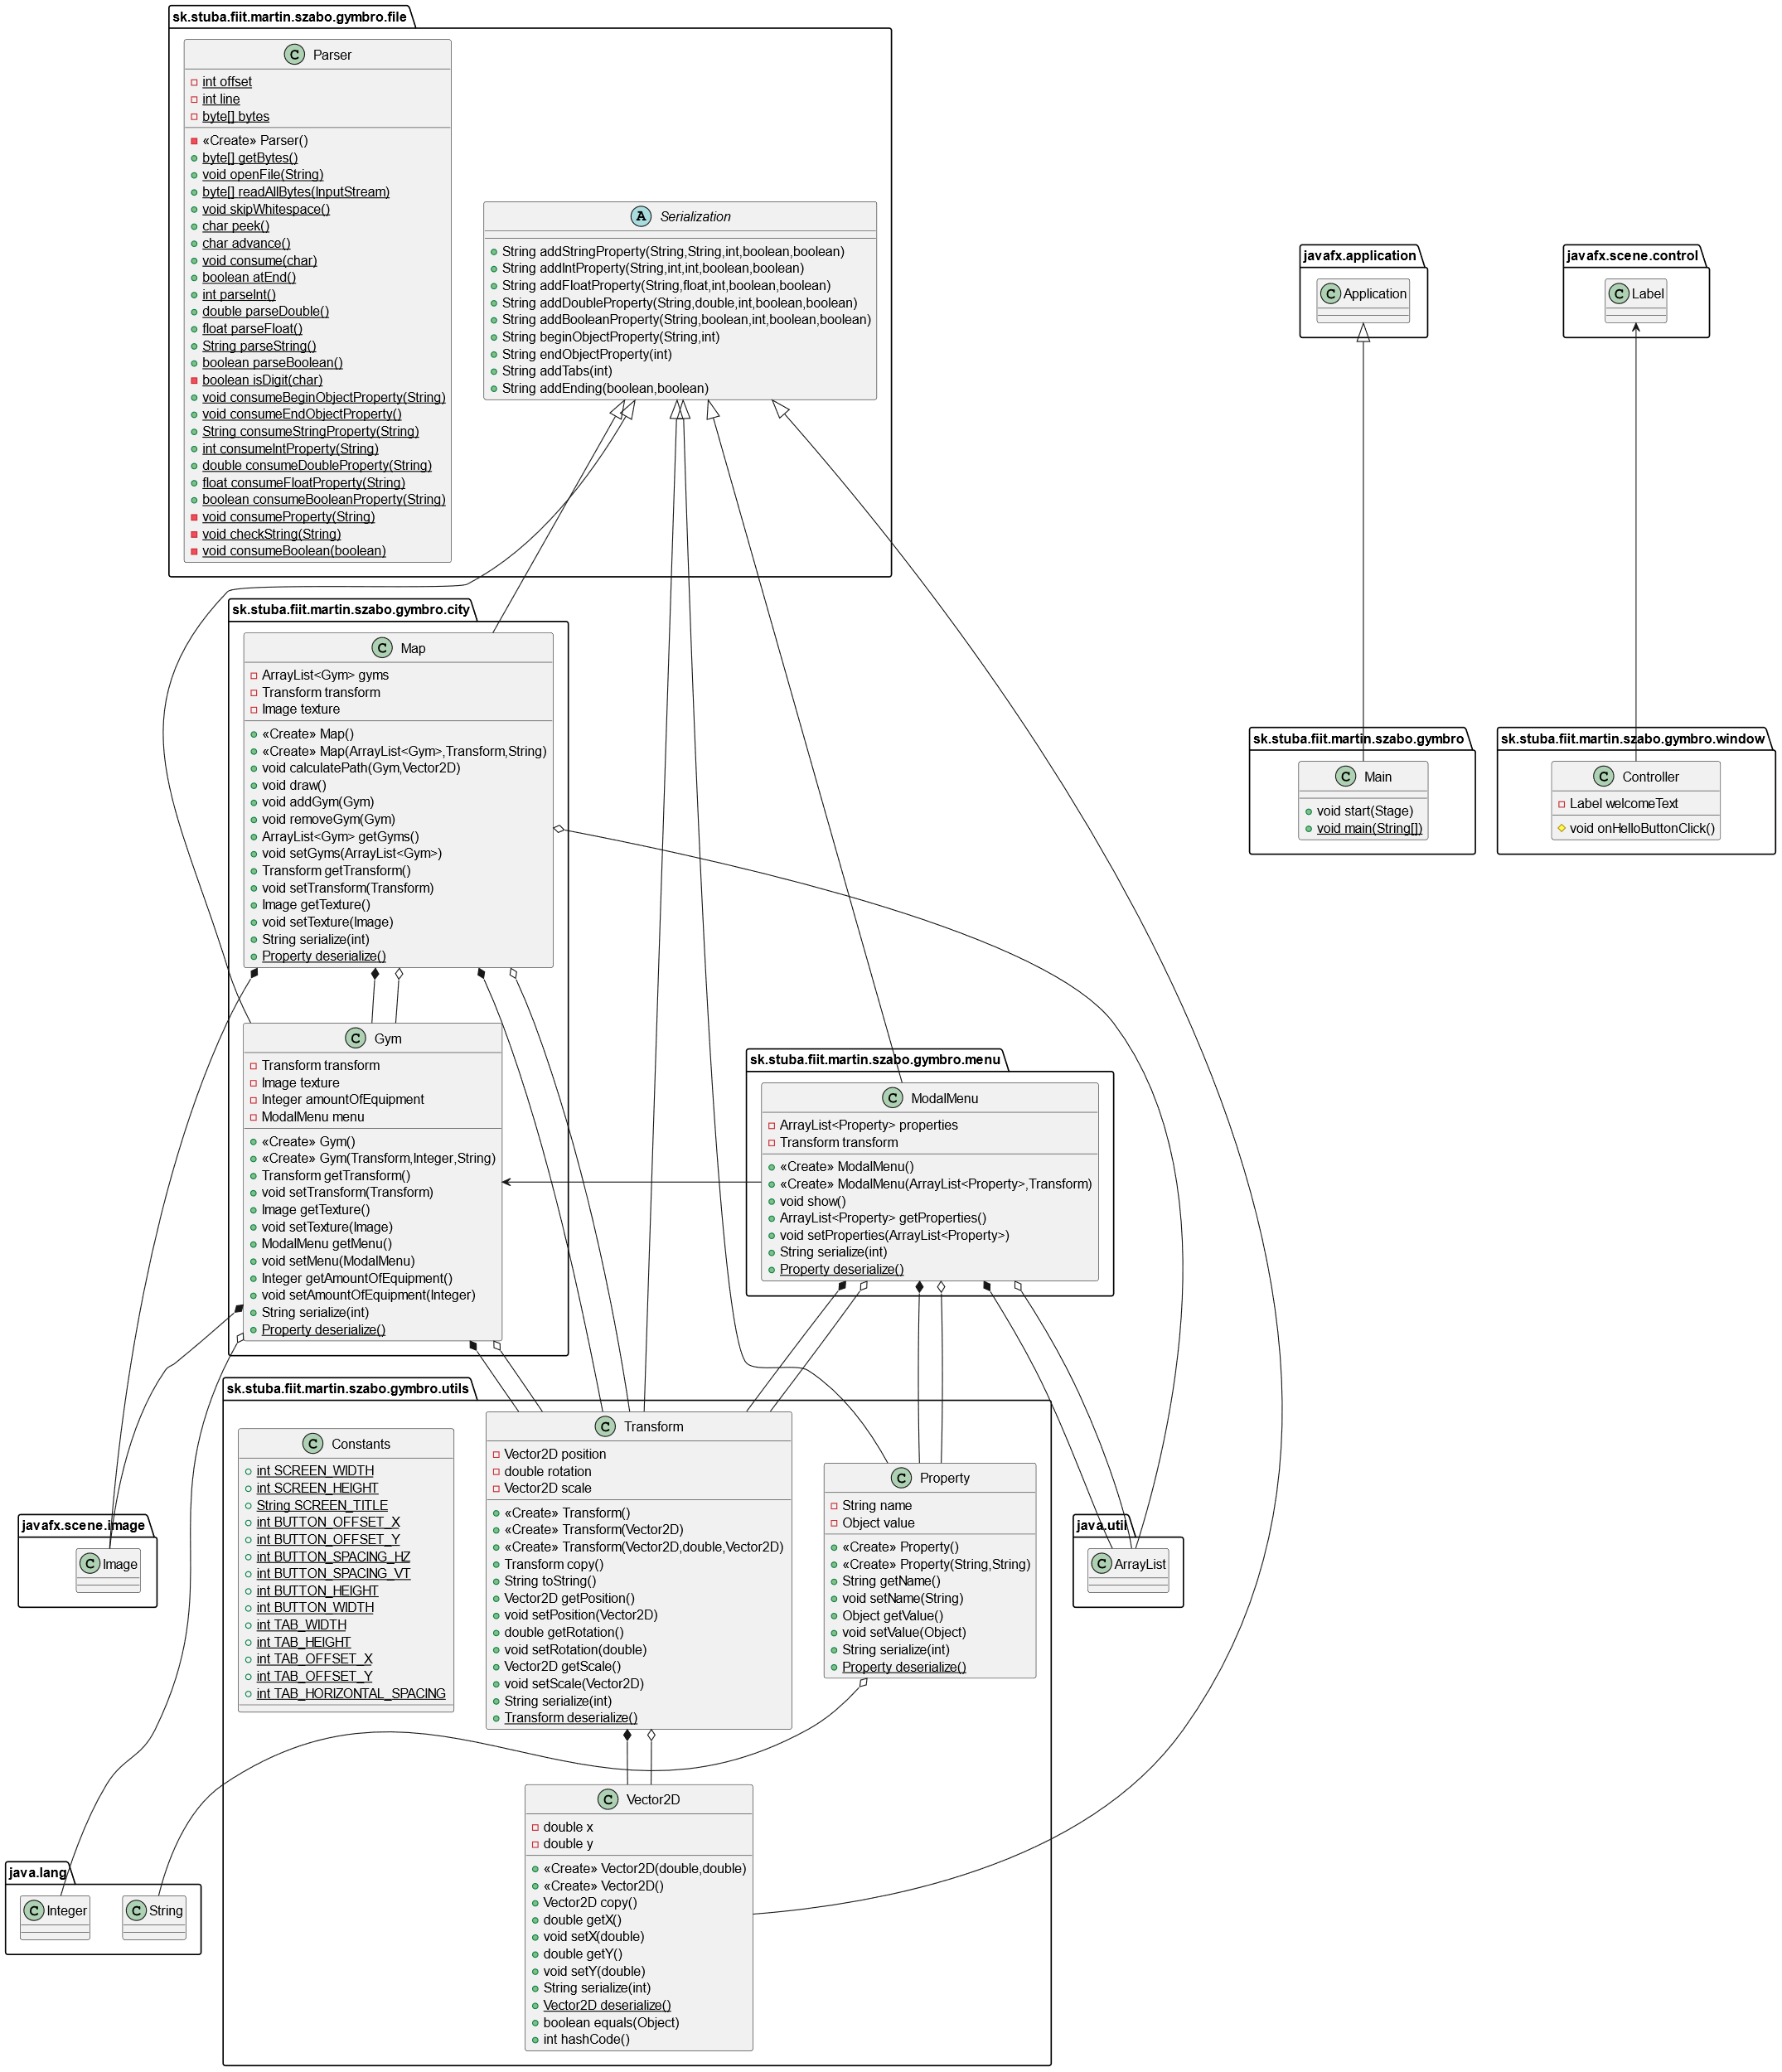 sk.stuba.fiit.martin.szabo.gymbro.file
Parser
int offset
int line
byte[] bytes
«Create» Parser()
byte[] getBytes()
void openFile(String)
byte[] readAllBytes(InputStream)
void skipWhitespace()
char peek()
char advance()
void consume(char)
boolean atEnd()
int parseInt()
double parseDouble()
float parseFloat()
String parseString()
boolean parseBoolean()
boolean isDigit(char)
void consumeBeginObjectProperty(String)
void consumeEndObjectProperty()
String consumeStringProperty(String)
int consumeIntProperty(String)
double consumeDoubleProperty(String)
float consumeFloatProperty(String)
boolean consumeBooleanProperty(String)
void consumeProperty(String)
void checkString(String)
void consumeBoolean(boolean)
Serialization
String addStringProperty(String,String,int,boolean,boolean)
String addIntProperty(String,int,int,boolean,boolean)
String addFloatProperty(String,float,int,boolean,boolean)
String addDoubleProperty(String,double,int,boolean,boolean)
String addBooleanProperty(String,boolean,int,boolean,boolean)
String beginObjectProperty(String,int)
String endObjectProperty(int)
String addTabs(int)
String addEnding(boolean,boolean)
javafx.application
Application
javafx.scene.control
Label
sk.stuba.fiit.martin.szabo.gymbro.city
Map
ArrayList<Gym> gyms
Transform transform
Image texture
«Create» Map()
«Create» Map(ArrayList<Gym>,Transform,String)
void calculatePath(Gym,Vector2D)
void draw()
void addGym(Gym)
void removeGym(Gym)
ArrayList<Gym> getGyms()
void setGyms(ArrayList<Gym>)
Transform getTransform()
void setTransform(Transform)
Image getTexture()
void setTexture(Image)
String serialize(int)
Property deserialize()
sk.stuba.fiit.martin.szabo.gymbro
Main
void start(Stage)
void main(String[])
sk.stuba.fiit.martin.szabo.gymbro.window
Controller
Label welcomeText
void onHelloButtonClick()
Gym
Transform transform
Image texture
Integer amountOfEquipment
ModalMenu menu
«Create» Gym()
«Create» Gym(Transform,Integer,String)
Transform getTransform()
void setTransform(Transform)
Image getTexture()
void setTexture(Image)
ModalMenu getMenu()
void setMenu(ModalMenu)
Integer getAmountOfEquipment()
void setAmountOfEquipment(Integer)
String serialize(int)
Property deserialize()
sk.stuba.fiit.martin.szabo.gymbro.menu
ModalMenu
ArrayList<Property> properties
Transform transform
«Create» ModalMenu()
«Create» ModalMenu(ArrayList<Property>,Transform)
void show()
ArrayList<Property> getProperties()
void setProperties(ArrayList<Property>)
String serialize(int)
Property deserialize()
sk.stuba.fiit.martin.szabo.gymbro.utils
Constants
int SCREEN_WIDTH
int SCREEN_HEIGHT
String SCREEN_TITLE
int BUTTON_OFFSET_X
int BUTTON_OFFSET_Y
int BUTTON_SPACING_HZ
int BUTTON_SPACING_VT
int BUTTON_HEIGHT
int BUTTON_WIDTH
int TAB_WIDTH
int TAB_HEIGHT
int TAB_OFFSET_X
int TAB_OFFSET_Y
int TAB_HORIZONTAL_SPACING
Transform
Vector2D position
double rotation
Vector2D scale
«Create» Transform()
«Create» Transform(Vector2D)
«Create» Transform(Vector2D,double,Vector2D)
Transform copy()
String toString()
Vector2D getPosition()
void setPosition(Vector2D)
double getRotation()
void setRotation(double)
Vector2D getScale()
void setScale(Vector2D)
String serialize(int)
Transform deserialize()
Property
String name
Object value
«Create» Property()
«Create» Property(String,String)
String getName()
void setName(String)
Object getValue()
void setValue(Object)
String serialize(int)
Property deserialize()
javafx.scene.image
Image
java.util
ArrayList
Vector2D
double x
double y
«Create» Vector2D(double,double)
«Create» Vector2D()
Vector2D copy()
double getX()
void setX(double)
double getY()
void setY(double)
String serialize(int)
Vector2D deserialize()
boolean equals(Object)
int hashCode()
java.lang
Integer
String